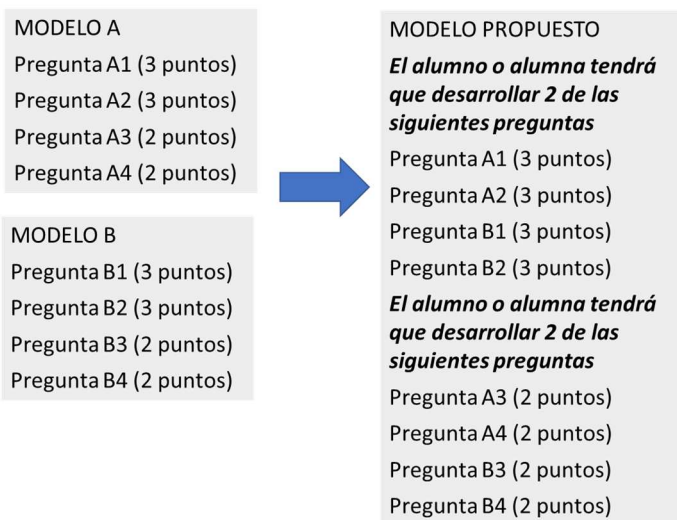 MODELO A
Pregunta A1 (3 puntos)
Pregunta A2 (3 puntos)
Pregunta A3 (2 puntos)
Pregunta A4 (2 puntos)
MODELO B
Pregunta B1 (3 puntos)
Pregunta B2 (3 puntos)
Pregunta B3 (2 puntos)
Pregunta B4 (2 puntos)
MODELO PROPUESTO
El alumno o alumna tendrá
que desarrollar 2 de las
siguientes preguntas
Pregunta A1 (3 puntos)
Pregunta A2 (3 puntos)
Pregunta B1 (3 puntos)
Pregunta B2 (3 puntos)
El alumno o alumna tendrá
que desarrollar 2 de las
siguientes preguntas
Pregunta A3 (2 puntos)
Pregunta A4 (2 puntos)
Pregunta B3 (2 puntos)
Pregunta B4 (2 puntos)